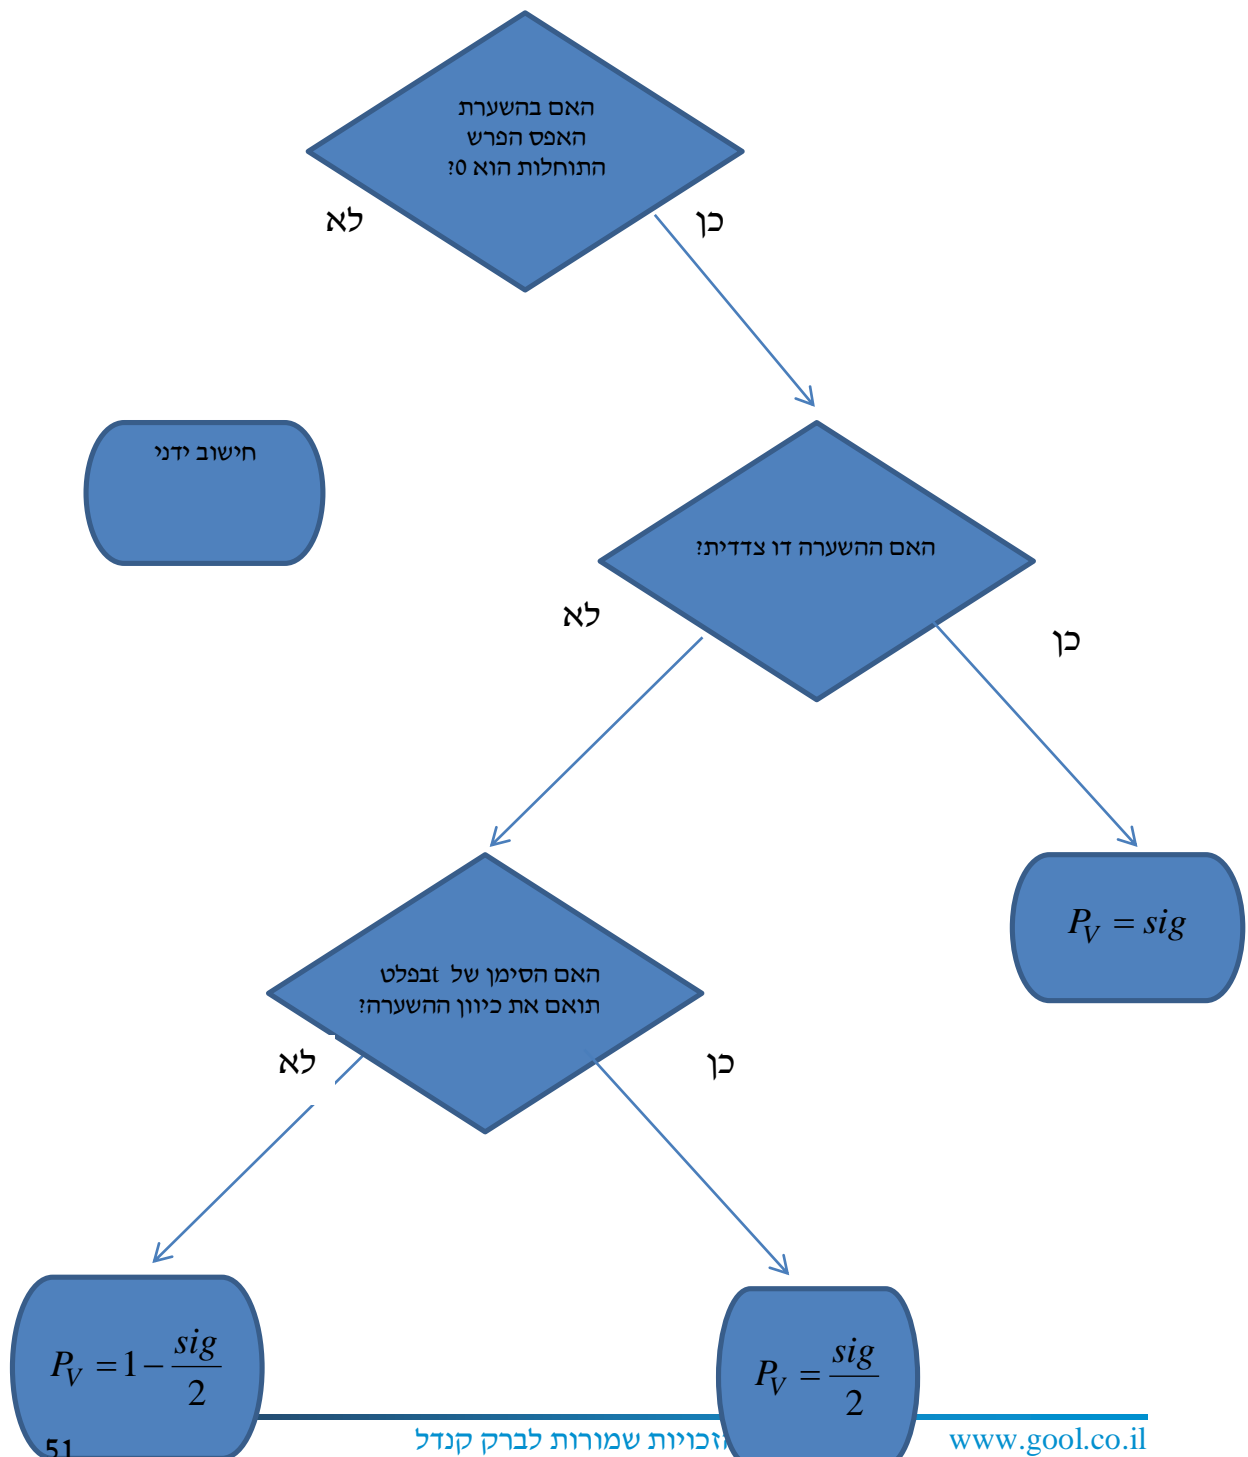 האם בהשערת
האפס הפרש
התוחלות הוא 0?
לא
כן
חישוב ידני
האם ההשערה דו צדדית?
לא
כן
P_V = sig
האם הסימן של tבפלט
תואם את כיוון ההשערה?
לא
כן
P_V = 1 - sig/2
P_V = sig/2
51
זכויות שמורות לברק קנדל
www.gool.co.il